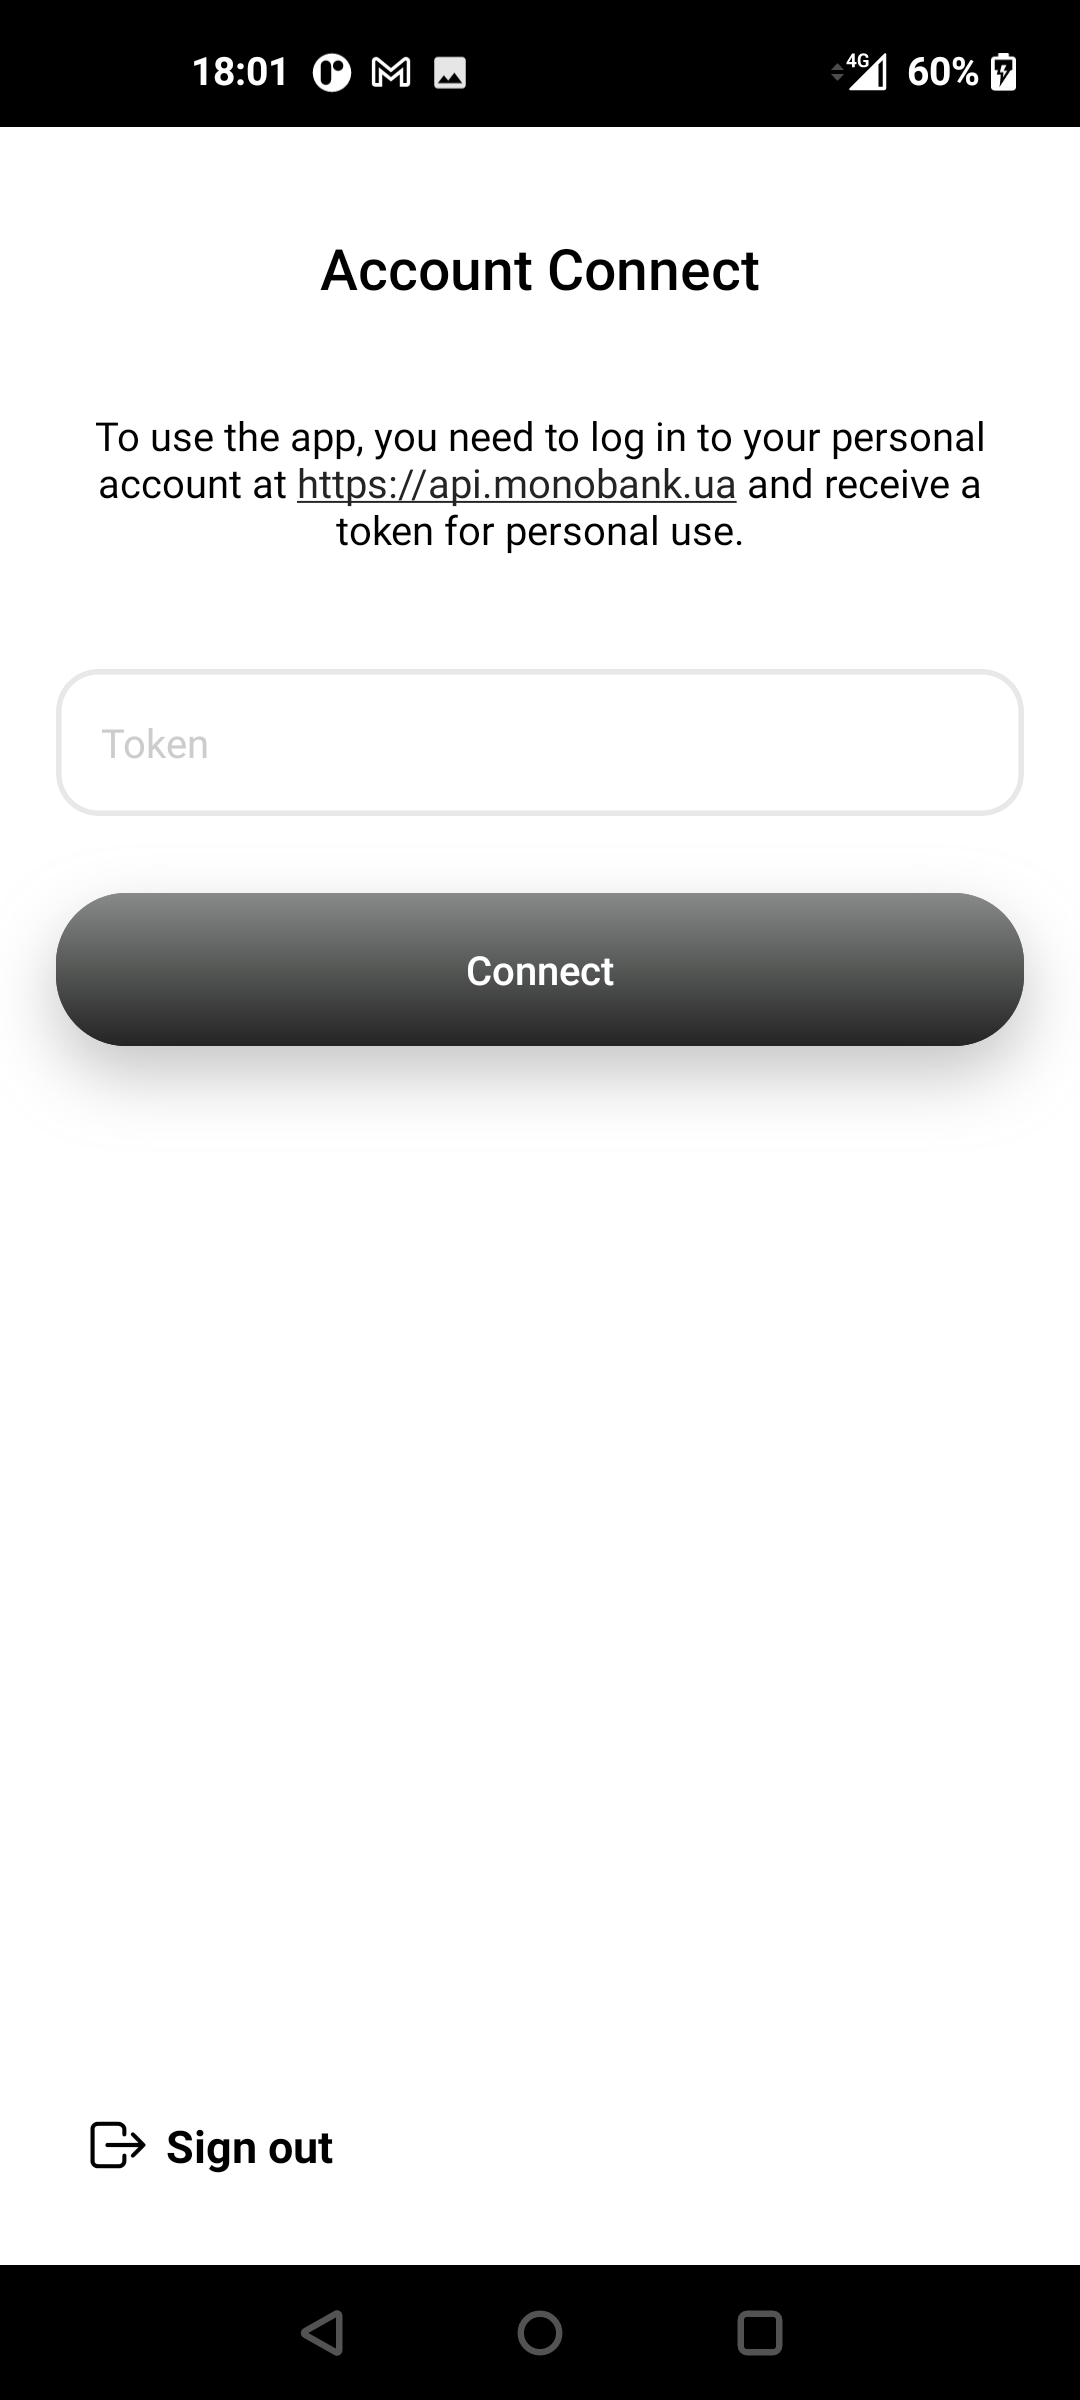 18:01
4G 60%
Account Connect
To use the app, you need to log in to your personal
account at https://api.monobank.ua and receive a
token for personal use.
Token
Connect
Sign out